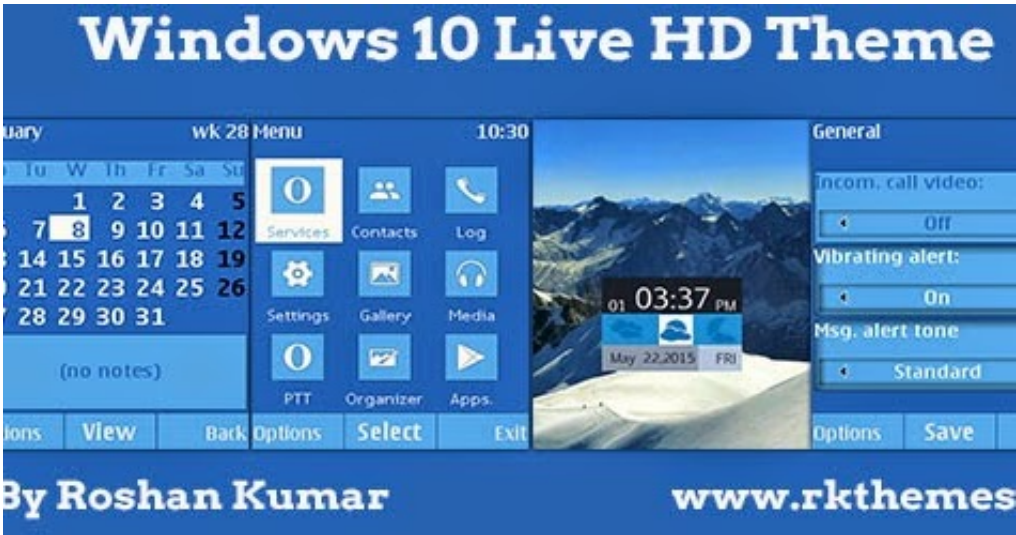 Windows 10 Live HD Theme
uary wk 28
Tu W Th Fr Sa Su
1 2 3 4 5
7 8 9 10 11 12
14 15 16 17 18 19
21 22 23 24 25 26
28 29 30 31
(no notes)
ions View Back
Menu 10:30
Services Contacts Log
Settings Gallery Media
PTT Organizer Apps.
Options Select Exit
01 03:37 PM
May 22,2015 FRI
General
Incom. call video:
Off
Vibrating alert:
On
Msg. alert tone
Standard
Options Save
By Roshan Kumar www.rkthemes